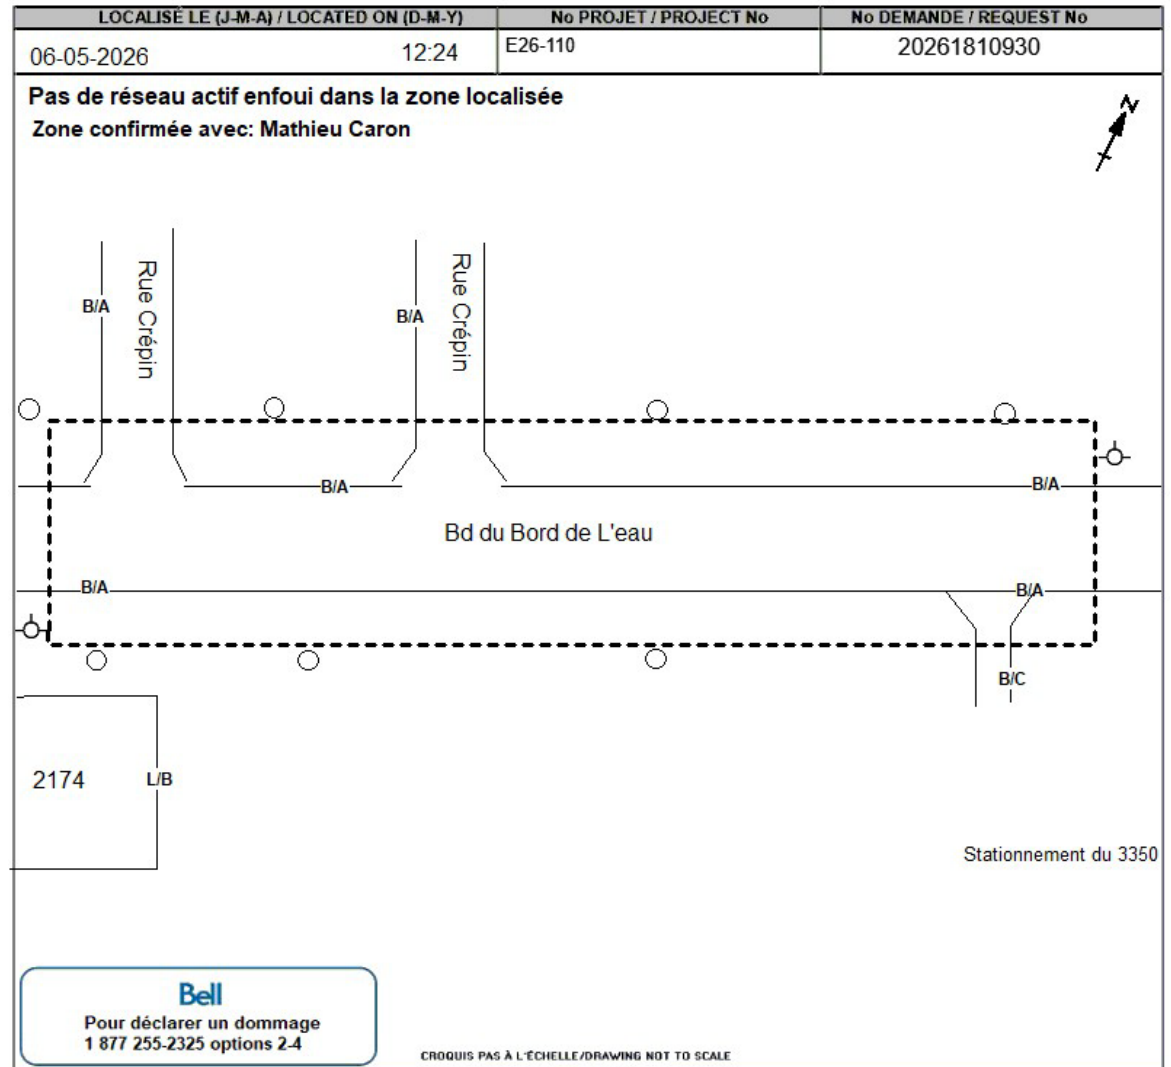 LOCALISÉ LE (J-M-A) / LOCATED ON (D-M-Y) No PROJET / PROJECT No No DEMANDE / REQUEST No
06-05-2026 12:24 E26-110 20261810930
Pas de réseau actif enfoui dans la zone localisée
Zone confirmée avec: Mathieu Caron
N
Rue Crépin
Rue Crépin
B/A
B/A
B/A
B/A
Bd du Bord de L'eau
B/A
B/A
B/C
2174
L/B
Stationnement du 3350
Bell
Pour déclarer un dommage
1 877 255-2325 options 2-4
CROQUIS PAS À L'ÉCHELLE/DRAWING NOT TO SCALE